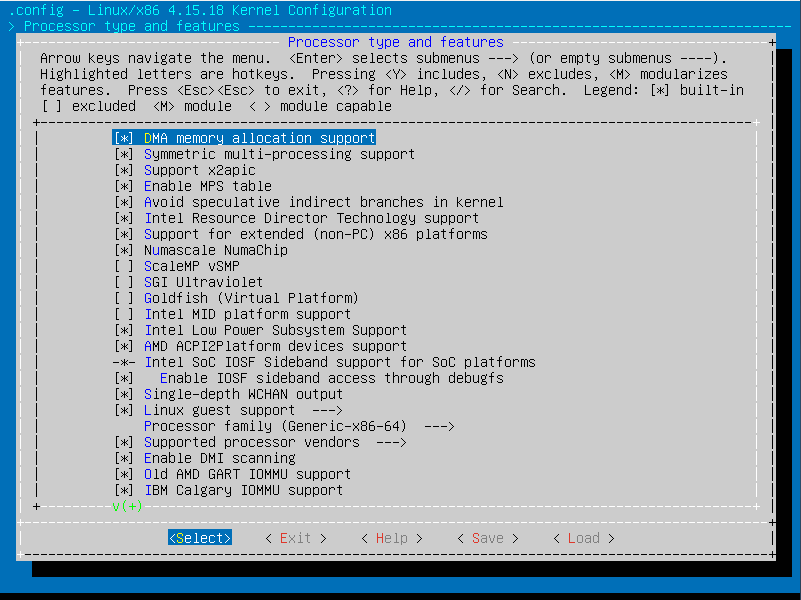 .config - Linux/x86 4.15.18 Kernel Configuration
> Processor type and features
Processor type and features
Arrow keys navigate the menu.  <Enter> selects submenus ---> (or empty submenus ----).
Highlighted letters are hotkeys.  Pressing <Y> includes, <N> excludes, <M> modularizes
features.  Press <Esc><Esc> to exit, <?> for Help, </> for Search.  Legend: [*] built-in
[ ] excluded  <M> module  < > module capable
[*] DMA memory allocation support
[*] Symmetric multi-processing support
[*] Support x2apic
[*] Enable MPS table
[*] Avoid speculative indirect branches in kernel
[*] Intel Resource Director Technology support
[*] Support for extended (non-PC) x86 platforms
[*] Numascale NumaChip
[ ] ScaleMP vSMP
[ ] SGI Ultraviolet
[ ] Goldfish (Virtual Platform)
[ ] Intel MID platform support
[*] Intel Low Power Subsystem Support
[*] AMD ACPI2Platform devices support
-*- Intel SoC IOSF Sideband support for SoC platforms
[*]   Enable IOSF sideband access through debugfs
[*] Single-depth WCHAN output
[*] Linux guest support  --->
Processor family (Generic-x86-64)  --->
[*] Supported processor vendors  --->
[*] Enable DMI scanning
[*] Old AMD GART IOMMU support
[*] IBM Calgary IOMMU support
v(+)
<Select>    < Exit >    < Help >    < Save >    < Load >